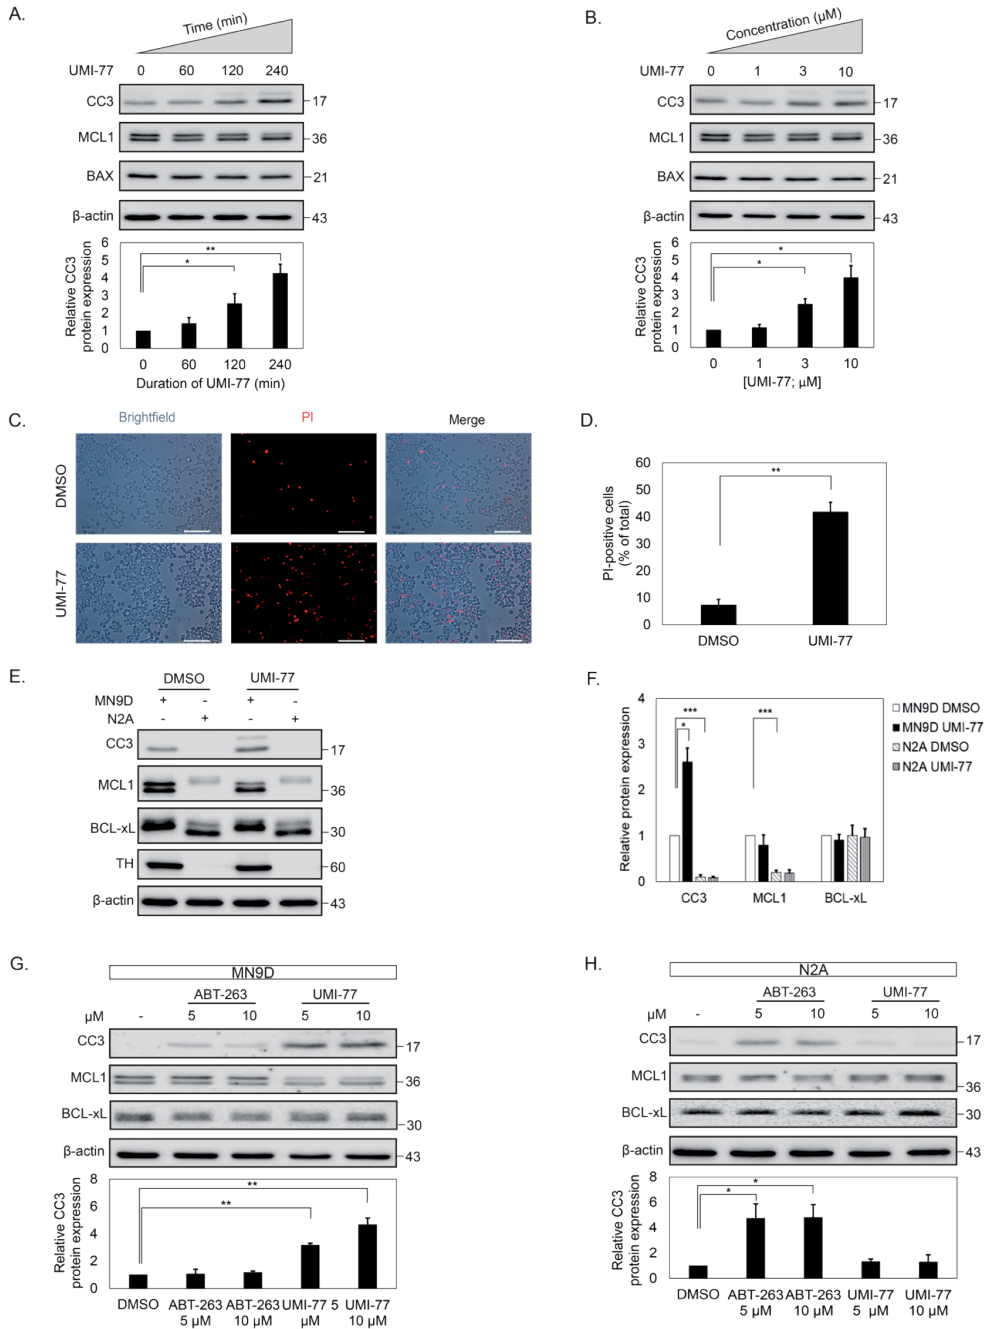 A.
Time (min)
UMI-77 0 60 120 240
CC3 17
MCL1 36
BAX 21
β-actin 43
Relative CC3
protein expression
6
5
4
3
2
1
0
**
*
0 60 120 240
Duration of UMI-77 (min)
B.
Concentration (µM)
UMI-77 0 1 3 10
CC3 17
MCL1 36
BAX 21
β-actin 43
Relative CC3
protein expression
6
5
4
3
2
1
0
*
*
0 1 3 10
[UMI-77; µM]
C.
Brightfield PI Merge
DMSO
UMI-77
D.
PI-positive cells
(% of total)
60
50
40
30
20
10
0
**
DMSO UMI-77
E.
DMSO UMI-77
MN9D + - + -
N2A - + - +
CC3 17
MCL1 36
BCL-xL 30
TH 60
β-actin 43
F.
Relative protein expression
4
3
2
1
0
***
*
***
MN9D DMSO
MN9D UMI-77
N2A DMSO
N2A UMI-77
CC3 MCL1 BCL-xL
G.
MN9D
ABT-263 UMI-77
µM - 5 10 5 10
CC3 17
MCL1 36
BCL-xL 30
β-actin 43
Relative CC3
protein expression
8
6
4
2
0
**
**
DMSO ABT-263 ABT-263 UMI-77 5 UMI-77
5 µM 10 µM µM 10 µM
H.
N2A
ABT-263 UMI-77
µM - 5 10 5 10
CC3 17
MCL1 36
BCL-xL 30
β-actin 43
Relative CC3
protein expression
8
6
4
2
0
*
*
DMSO ABT-263 ABT-263 UMI-77 UMI-77
5 µM 10 µM 5 µM 10 µM